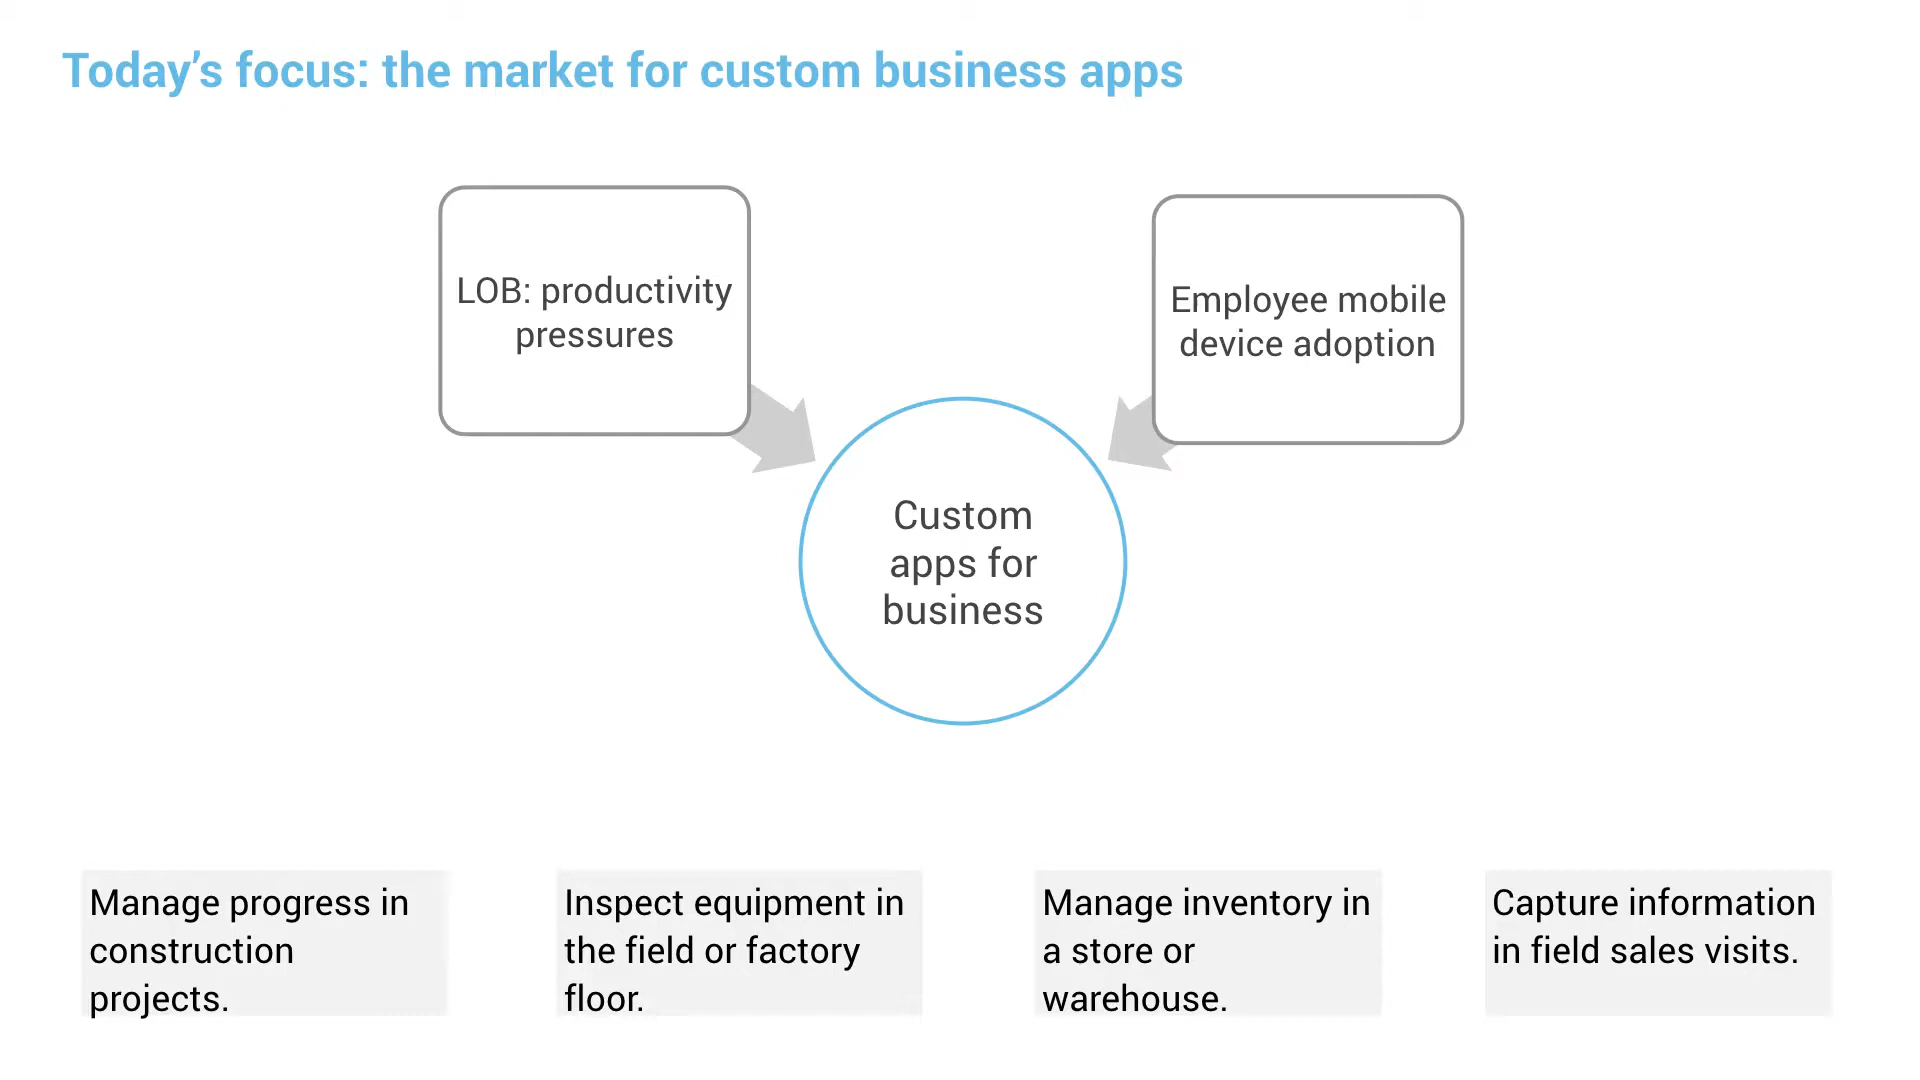 Today’s focus: the market for custom business apps
LOB: productivity
pressures
Employee mobile
device adoption
Custom
apps for
business
Manage progress in
construction
projects.
Inspect equipment in
the field or factory
floor.
Manage inventory in
a store or
warehouse.
Capture information
in field sales visits.